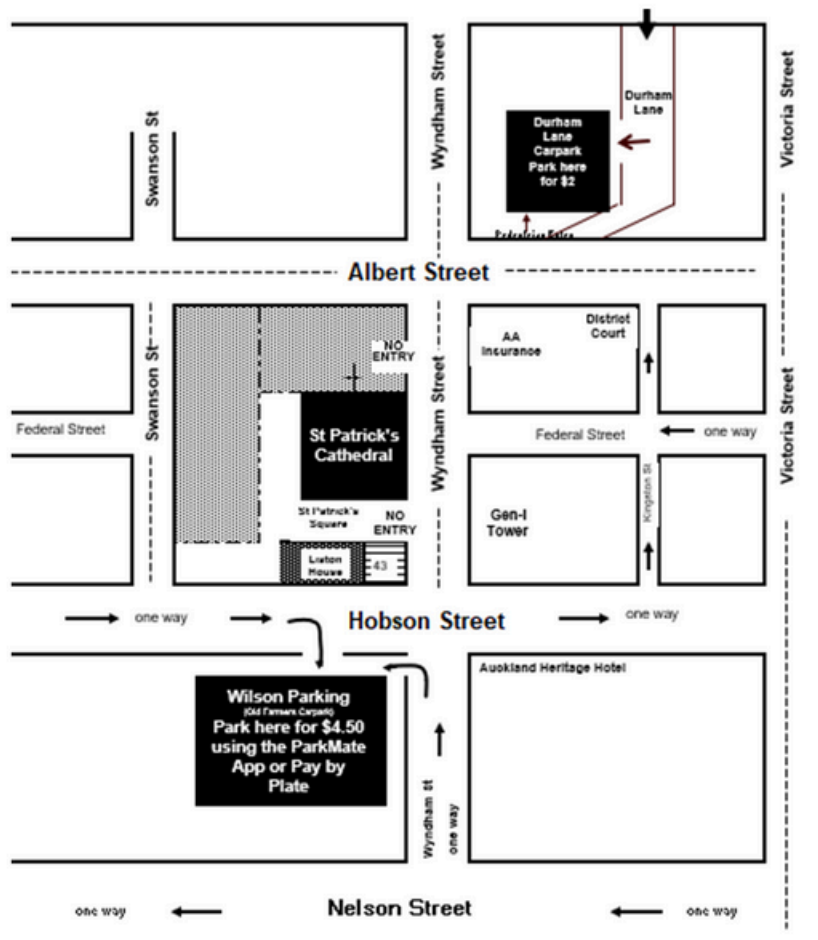 Wyndham Street
Victoria Street
Swanson St
Durham
Lane
Durham
Lane
Carpark
Park here
for $2
Albert Street
NO
ENTRY
AA
Insurance
District
Court
Swanson St
Wyndham Street
Victoria Street
Federal Street
St Patrick's
Cathedral
Federal Street
one way
St Patrick's
Square
NO
ENTRY
Gen-i
Tower
Kingston St
Liston
House
43
one way
Hobson Street
one way
Auckland Heritage Hotel
Wilson Parking
(Old Farmers Carpark)
Park here for $4.50
using the ParkMate
App or Pay by
Plate
Wyndham St
one way
one way
Nelson Street
one way